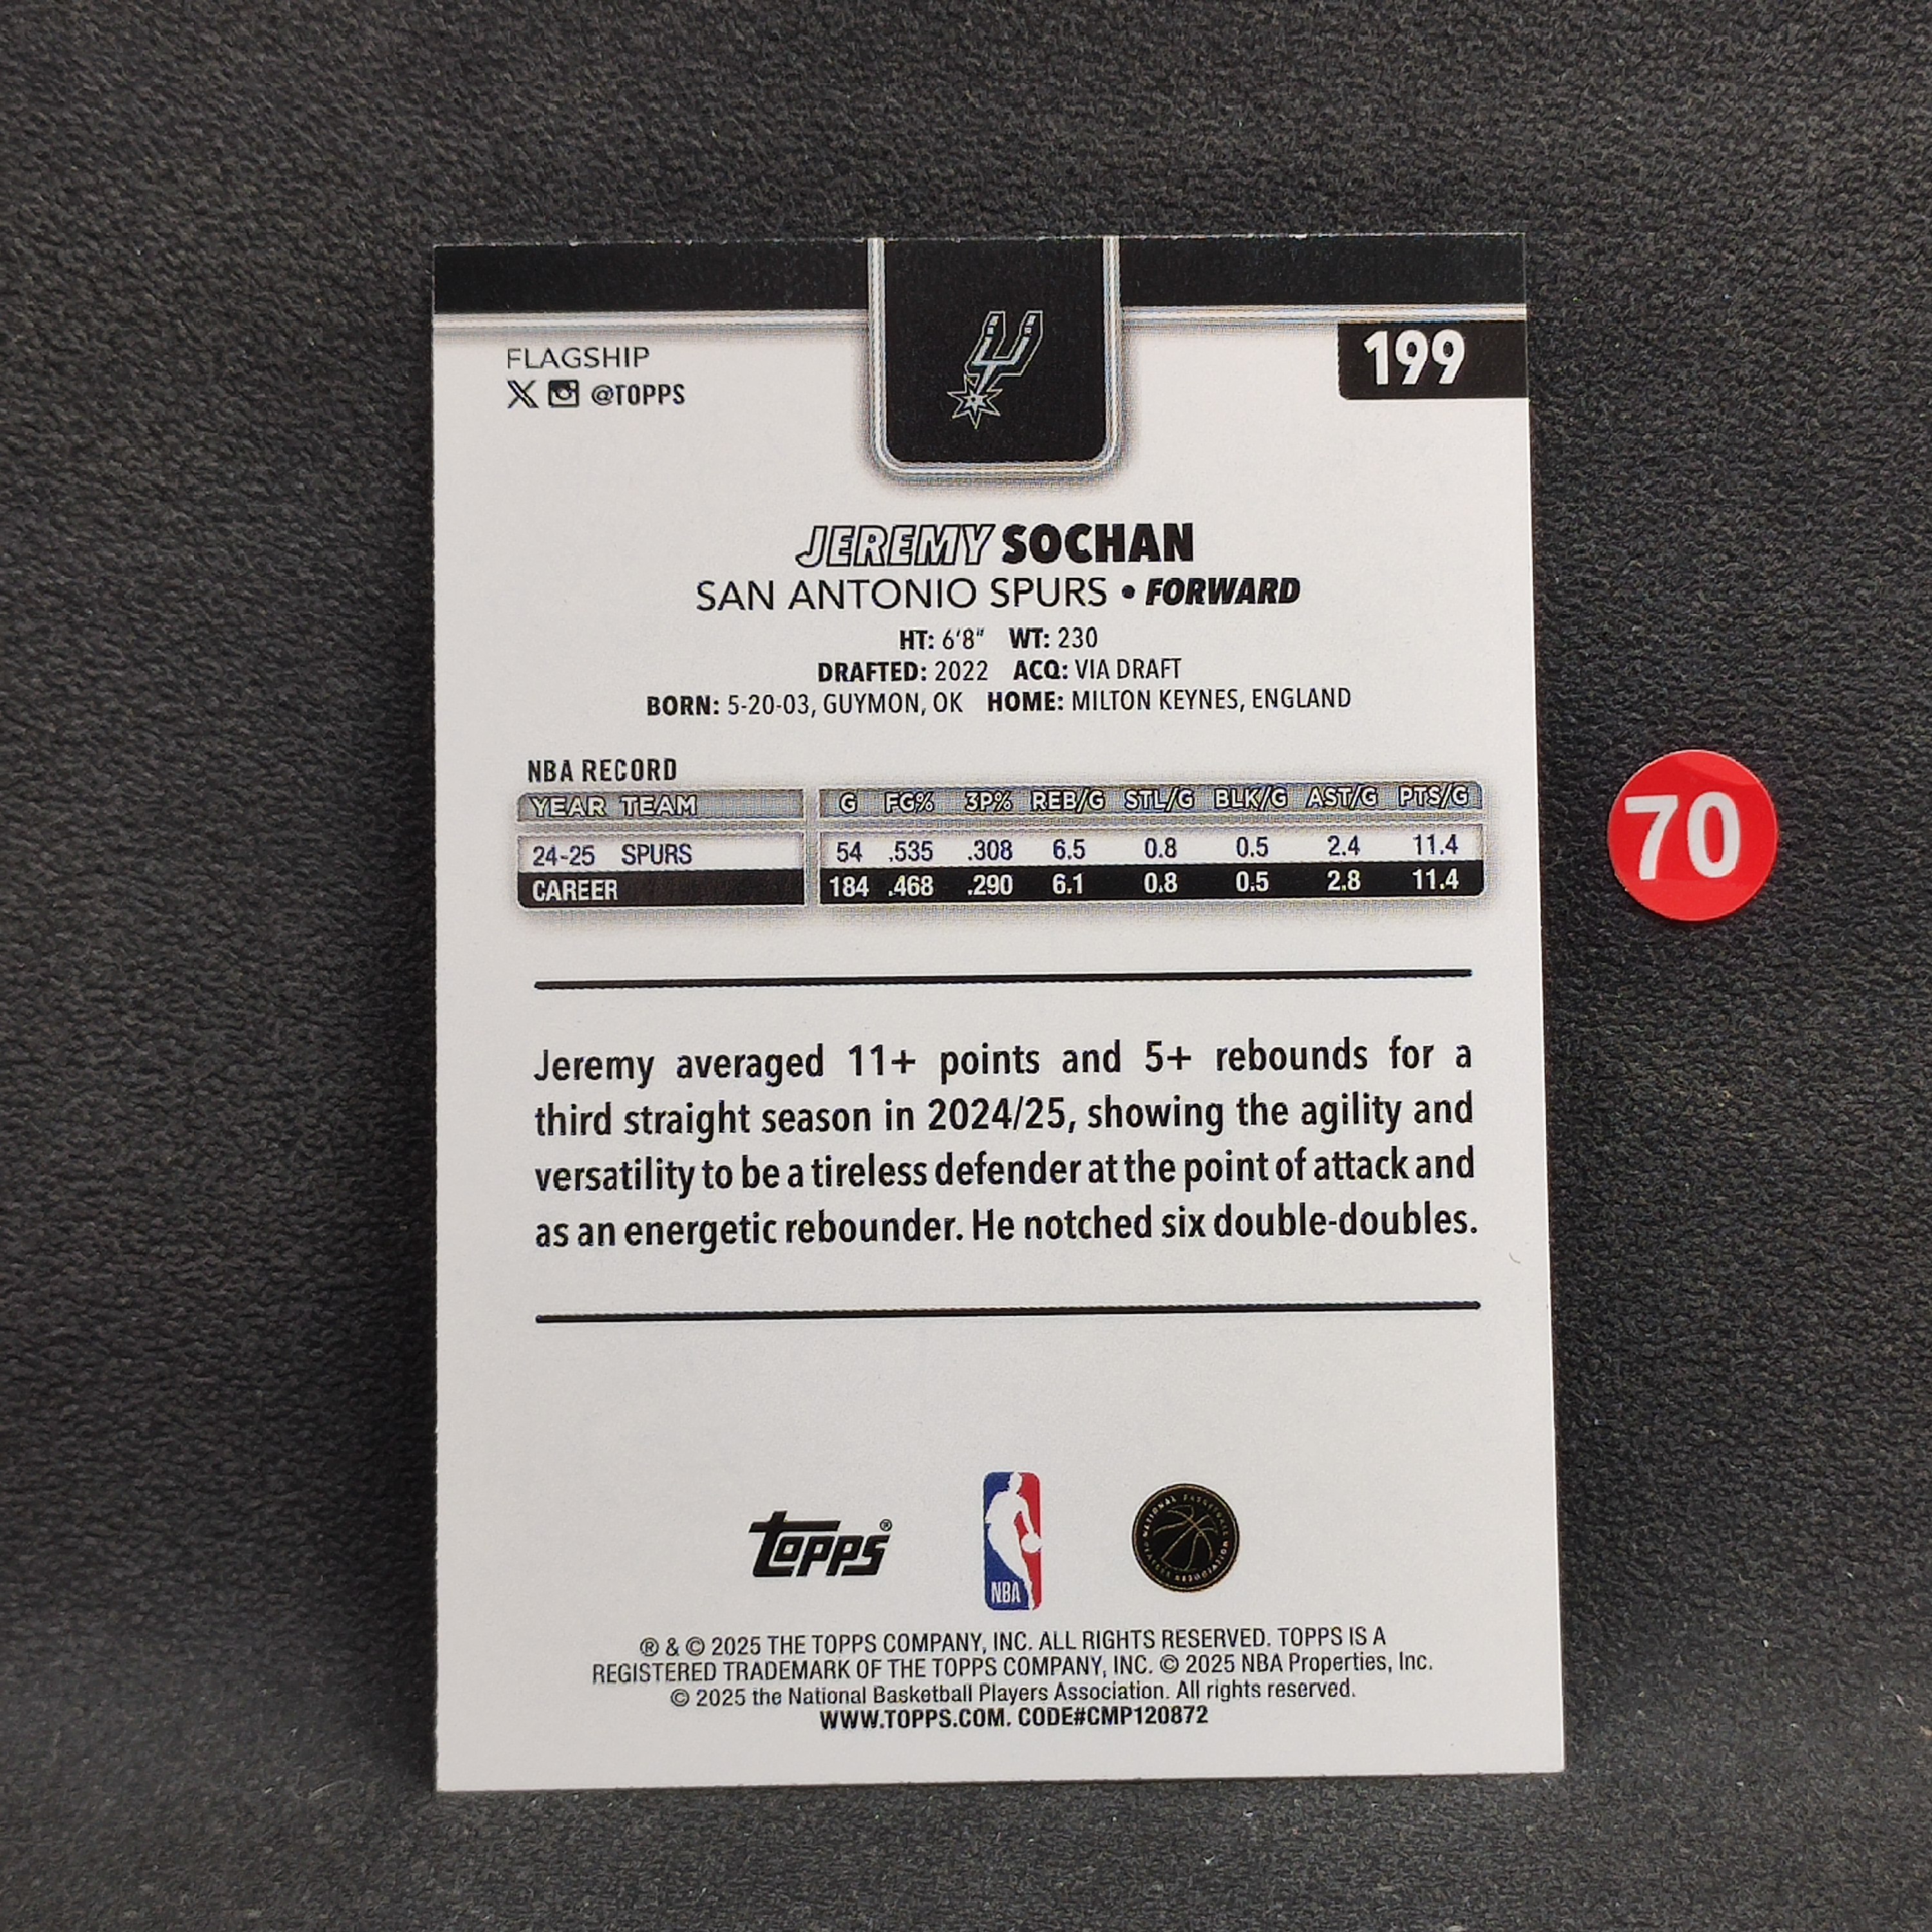 FLAGSHIP
199
X @TOPPS
JEREMY SOCHAN
SAN ANTONIO SPURS • FORWARD
HT: 6'8" WT: 230
DRAFTED: 2022 ACQ: VIA DRAFT
BORN: 5-20-03, GUYMON, OK HOME: MILTON KEYNES, ENGLAND
NBA RECORD
YEAR TEAM G FG% 3P% REB/G STL/G BLK/G AST/G PTS/G
24-25 SPURS 54 .535 .308 6.5 0.8 0.5 2.4 11.4
CAREER 184 .468 .290 6.1 0.8 0.5 2.8 11.4
70
Jeremy averaged 11+ points and 5+ rebounds for a
third straight season in 2024/25, showing the agility and
versatility to be a tireless defender at the point of attack and
as an energetic rebounder. He notched six double-doubles.
topps®
NBA
NATIONAL BASKETBALL PLAYERS ASSOCIATION
® & © 2025 THE TOPPS COMPANY, INC. ALL RIGHTS RESERVED. TOPPS IS A
REGISTERED TRADEMARK OF THE TOPPS COMPANY, INC. © 2025 NBA Properties, Inc.
© 2025 the National Basketball Players Association. All rights reserved.
WWW.TOPPS.COM. CODE#CMP120872